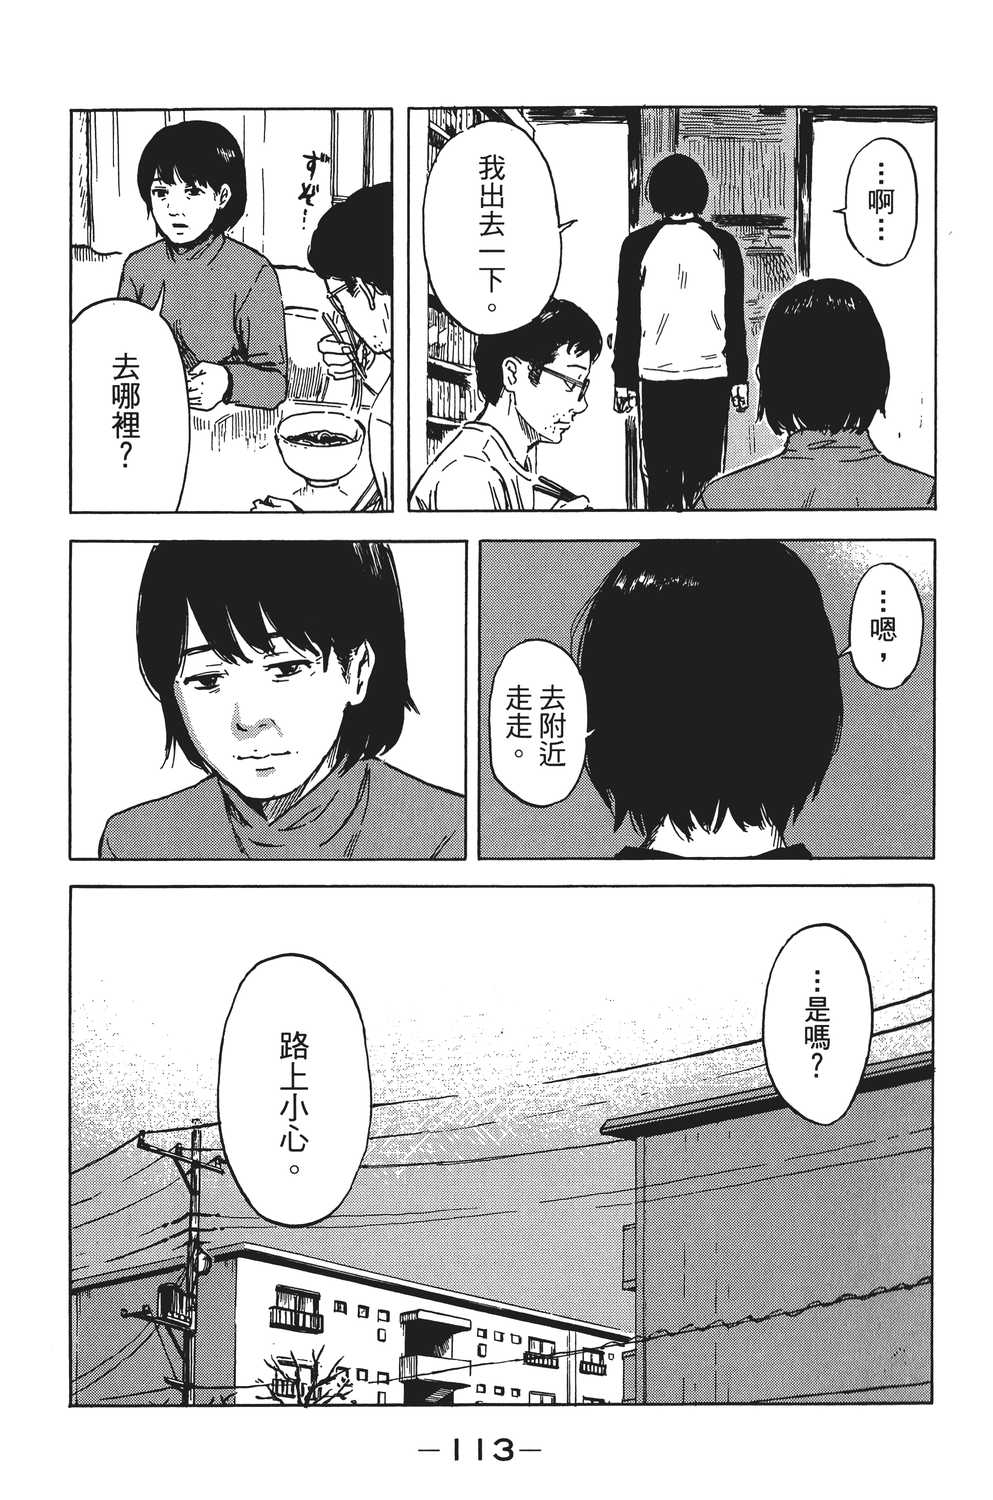 …啊…
我出去一下。
ずぞ…
去哪裡？
…嗯，
去附近
走走。
…是嗎？
路上小心。
—113—